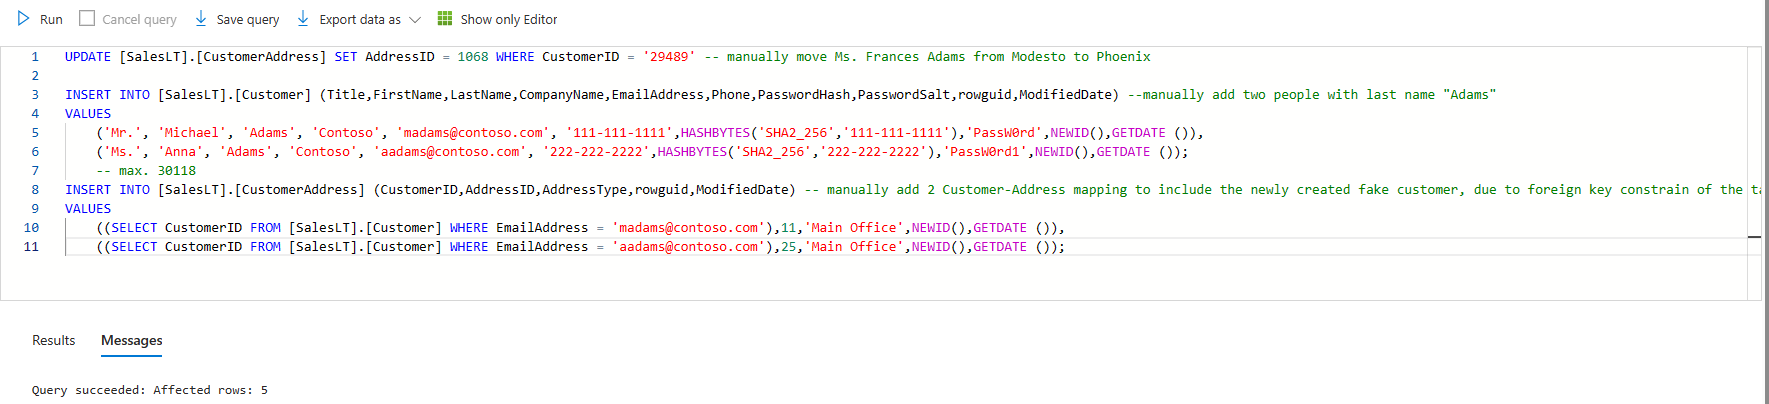 Run Cancel query Save query Export data as Show only Editor
1 UPDATE [SalesLT].[CustomerAddress] SET AddressID = 1068 WHERE CustomerID = '29489' -- manually move Ms. Frances Adams from Modesto to Phoenix
2
3 INSERT INTO [SalesLT].[Customer] (Title,FirstName,LastName,CompanyName,EmailAddress,Phone,PasswordHash,PasswordSalt,rowguid,ModifiedDate) --manually add two people with last name "Adams"
4 VALUES
5 ('Mr.', 'Michael', 'Adams', 'Contoso', 'madams@contoso.com', '111-111-1111',HASHBYTES('SHA2_256','111-111-1111'),'PassW0rd',NEWID(),GETDATE ()),
6 ('Ms.', 'Anna', 'Adams', 'Contoso', 'aadams@contoso.com', '222-222-2222',HASHBYTES('SHA2_256','222-222-2222'),'PassW0rd1',NEWID(),GETDATE ());
7 -- max. 30118
8 INSERT INTO [SalesLT].[CustomerAddress] (CustomerID,AddressID,AddressType,rowguid,ModifiedDate) -- manually add 2 Customer-Address mapping to include the newly created fake customer, due to foreign key constrain of the
9 VALUES
10 ((SELECT CustomerID FROM [SalesLT].[Customer] WHERE EmailAddress = 'madams@contoso.com'),11,'Main Office',NEWID(),GETDATE ()),
11 ((SELECT CustomerID FROM [SalesLT].[Customer] WHERE EmailAddress = 'aadams@contoso.com'),25,'Main Office',NEWID(),GETDATE ());
Results Messages
Query succeeded: Affected rows: 5